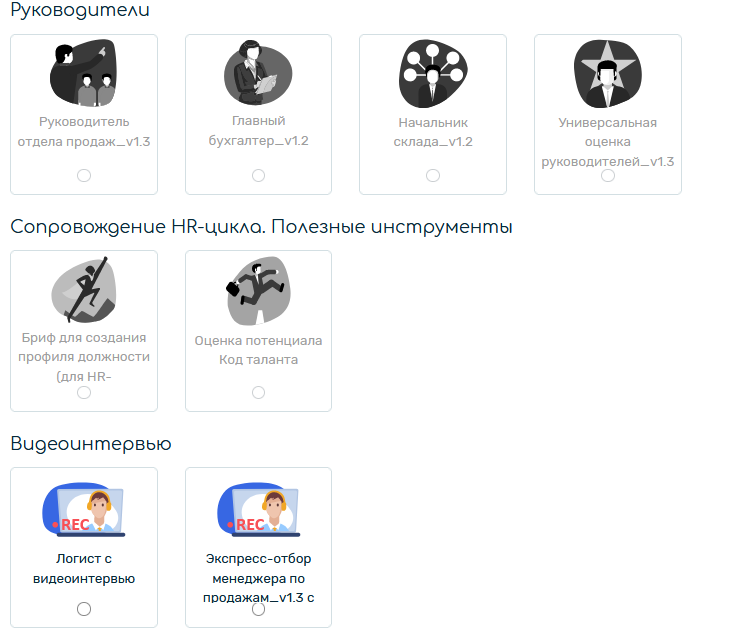 Руководители
Руководитель
отдела продаж_v1.3
Главный
бухгалтер_v1.2
Начальник
склада_v1.2
Универсальная
оценка
руководителей_v1.3
Сопровождение HR-цикла. Полезные инструменты
Бриф для создания
профиля должности
(для HR-
Оценка потенциала
Код таланта
Видеоинтервью
REC
Логист с
видеоинтервью
REC
Экспресс-отбор
менеджера по
продажам_v1.3 с